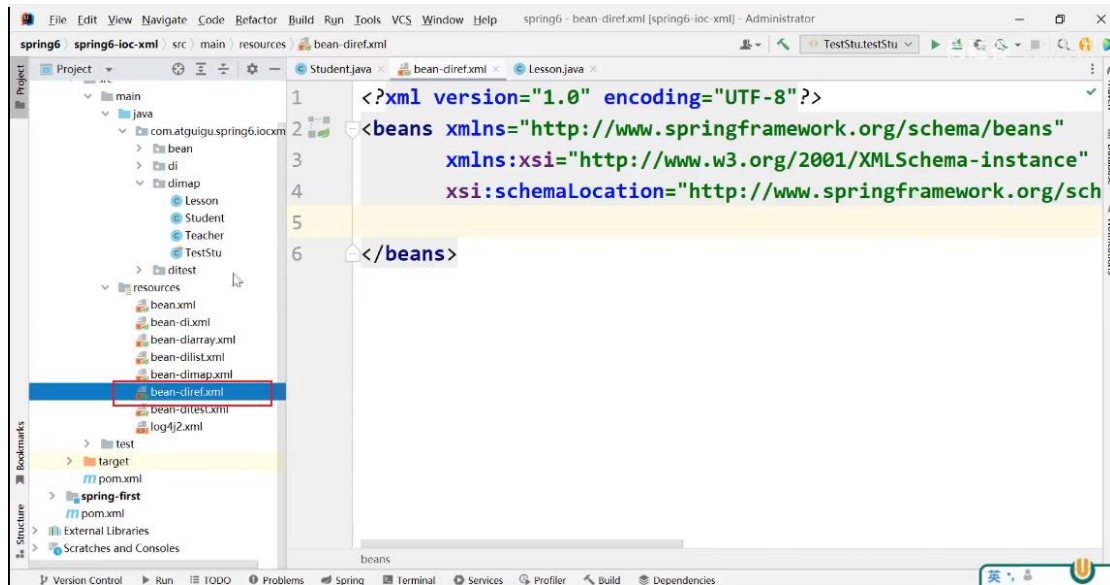 File Edit View Navigate Code Refactor Build Run Tools VCS Window Help spring6 - bean-diref.xml [spring6-ioc-xml] - Administrator
spring6 spring6-ioc-xml src main resources bean-diref.xml TestStu.testStu
Project
Project
Student.java bean-diref.xml Lesson.java
main
java
com.atguigu.spring6.iocxm
bean
di
dimap
Lesson
Student
Teacher
TestStu
ditest
resources
bean.xml
bean-di.xml
bean-diarray.xml
bean-dilist.xml
bean-dimap.xml
bean-diref.xml
bean-ditest.xml
log4j2.xml
test
target
pom.xml
spring-first
pom.xml
External Libraries
Scratches and Consoles
1 <?xml version="1.0" encoding="UTF-8"?>
2 <beans xmlns="http://www.springframework.org/schema/beans"
3 xmlns:xsi="http://www.w3.org/2001/XMLSchema-instance"
4 xsi:schemaLocation="http://www.springframework.org/sch
5
6 </beans>
beans
Bookmarks
Structure
Version Control Run TODO Problems Spring Terminal Services Profiler Build Dependencies
英